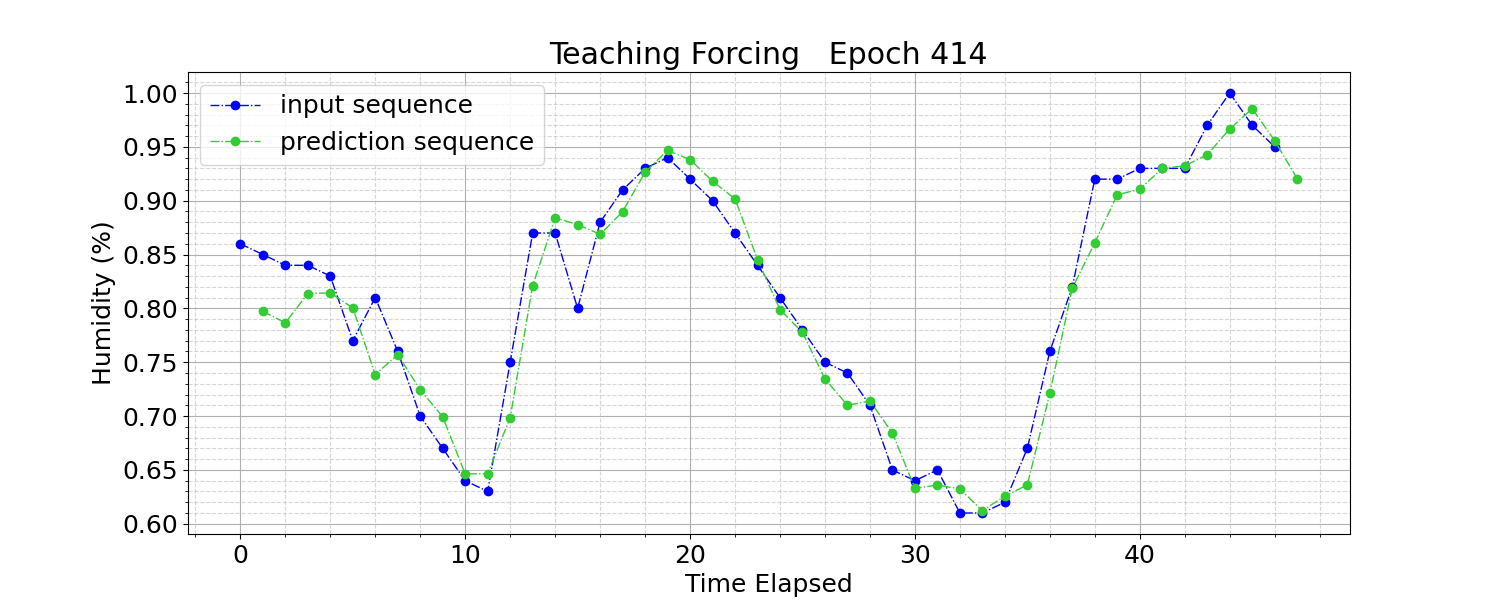 Teaching Forcing   Epoch 414
input sequence
prediction sequence
Humidity (%)
1.00
0.95
0.90
0.85
0.80
0.75
0.70
0.65
0.60
0 10 20 30 40
Time Elapsed